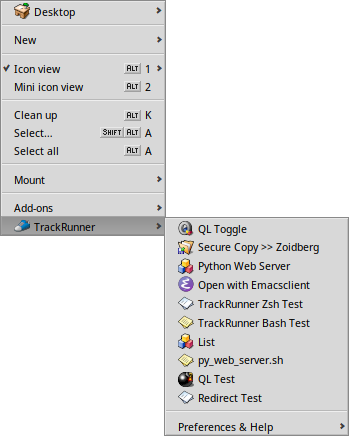 Desktop
New
Icon view ALT 1
Mini icon view ALT 2
Clean up ALT K
Select... SHIFT ALT A
Select all ALT A
Mount
Add-ons
TrackRunner
QL Toggle
Secure Copy >> Zoidberg
Python Web Server
Open with Emacsclient
TrackRunner Zsh Test
TrackRunner Bash Test
List
py_web_server.sh
QL Test
Redirect Test
Preferences & Help